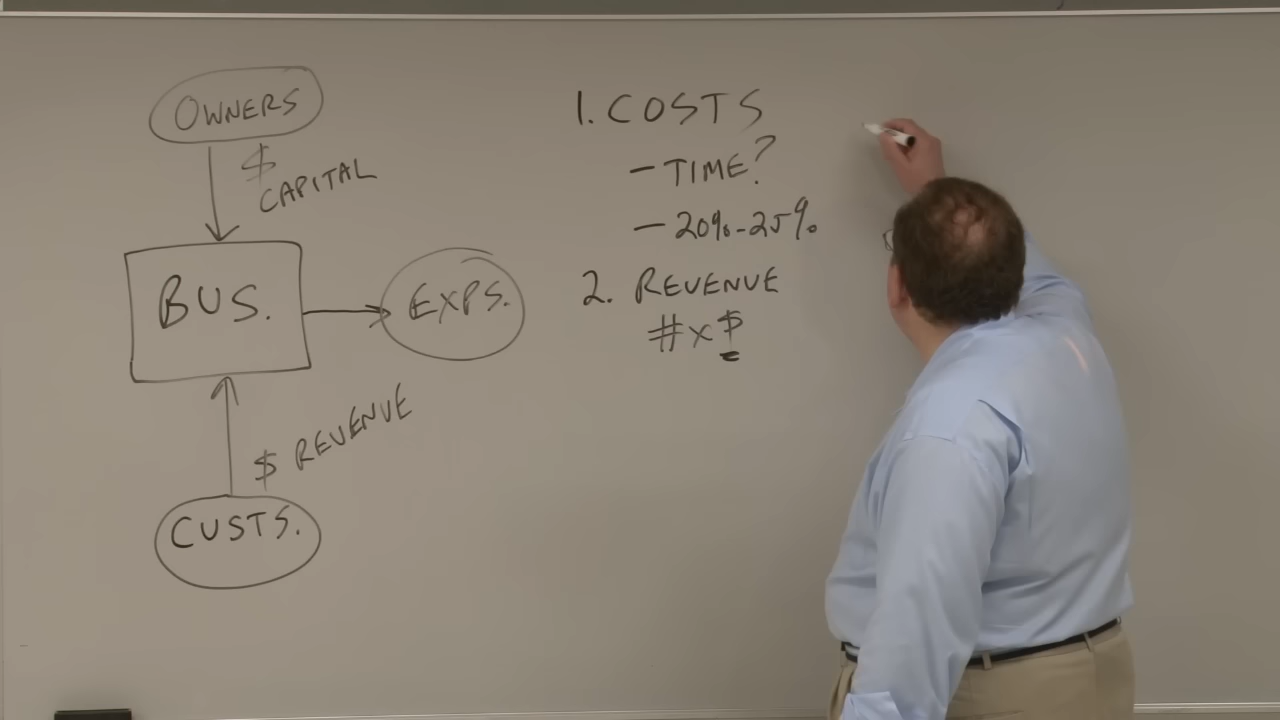 OWNERS
$
CAPITAL
BUS.
EXPS.
$ REVENUE
CUSTS.
1. COSTS
- TIME?
- 20%-25%
2. REVENUE
# x $